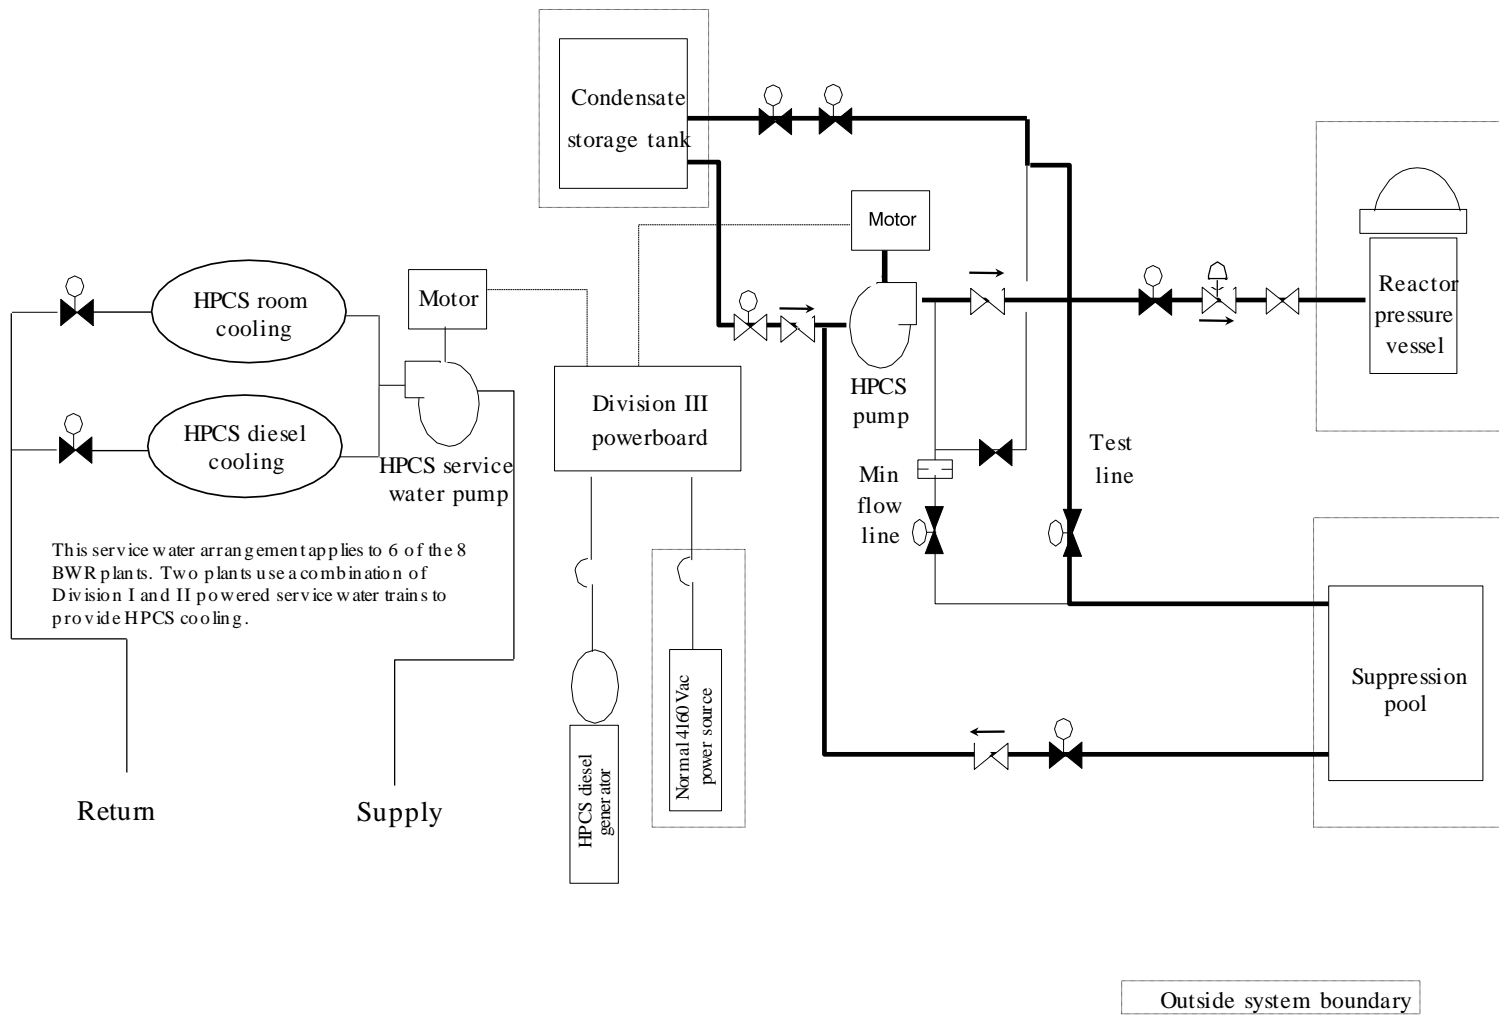 Condensate
storage tank
Motor
HPCS room
cooling
Motor
Reactor
pressure
vessel
HPCS
pump
Division III
powerboard
HPCS diesel
cooling
HPCS service
water pump
Test
line
Min
flow
line
This service water arrangement applies to 6 of the 8
BWR plants. Two plants use a combination of
Division I and II powered service water trains to
provide HPCS cooling.
Suppression
pool
Normal 4160 Vac
power source
HPCS diesel
generator
Return
Supply
Outside system boundary